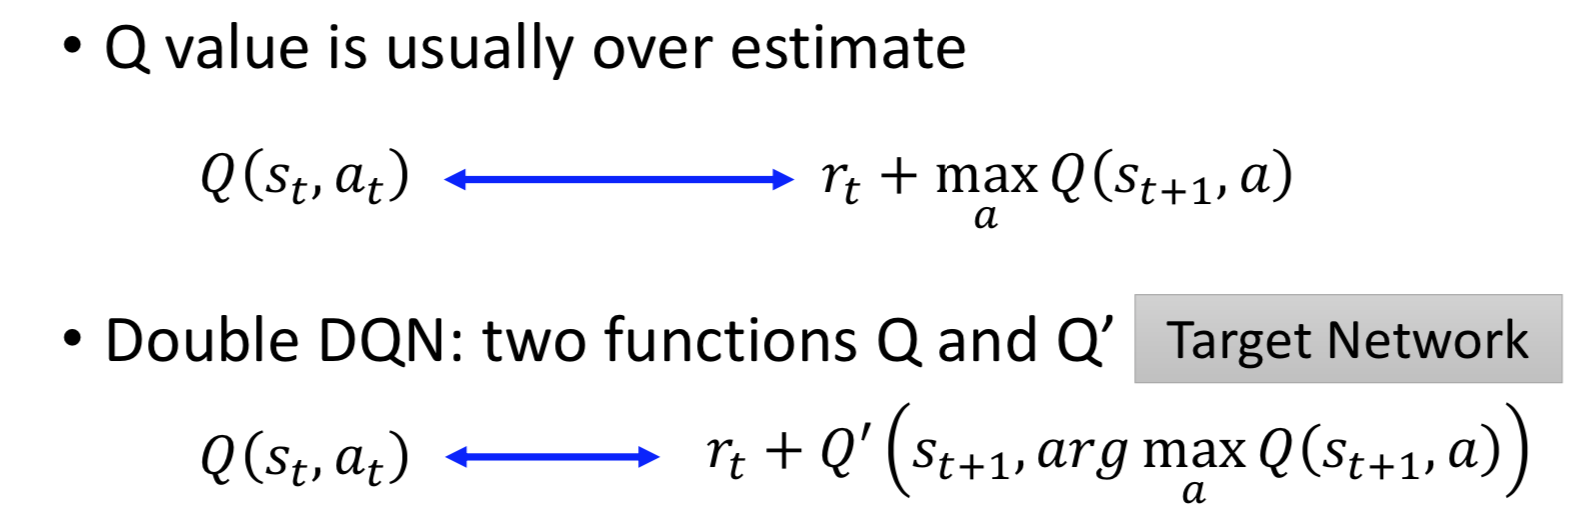 • Q value is usually over estimate
Q(s_t, a_t) ⟷ r_t + max_a Q(s_{t+1}, a)
• Double DQN: two functions Q and Q’ Target Network
Q(s_t, a_t) ⟷ r_t + Q′(s_{t+1}, arg max_a Q(s_{t+1}, a))